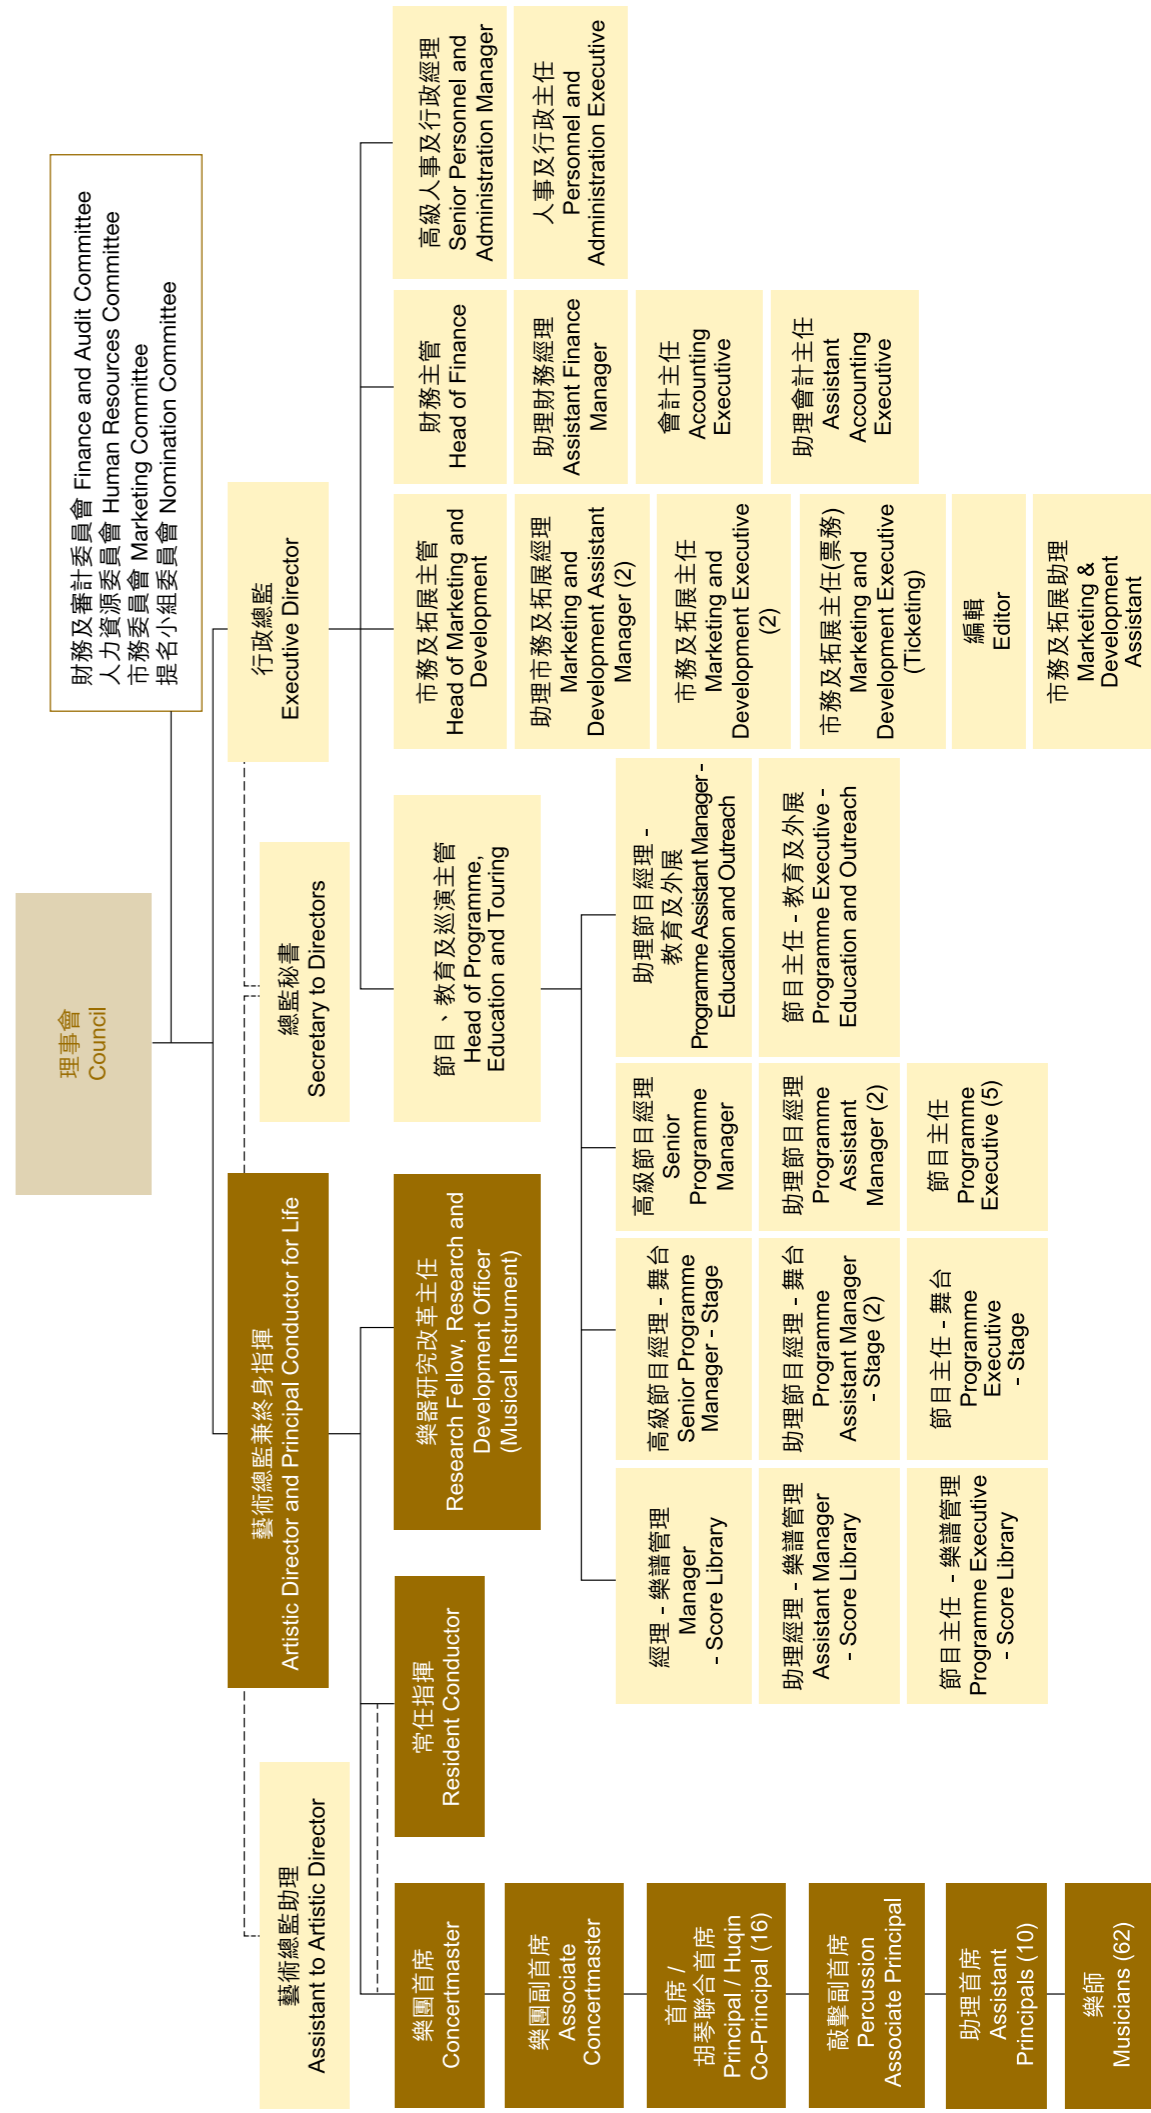 理事會
Council
財務及審計委員會 Finance and Audit Committee
人力資源委員會 Human Resources Committee
市務委員會 Marketing Committee
提名小組委員會 Nomination Committee
藝術總監兼終身指揮
Artistic Director and Principal Conductor for Life
行政總監
Executive Director
藝術總監助理
Assistant to Artistic Director
總監秘書
Secretary to Directors
樂團首席
Concertmaster
樂團副首席
Associate
Concertmaster
首席 /
胡琴聯合首席
Principal / Huqin
Co-Principal (16)
敲擊副首席
Percussion
Associate Principal
助理首席
Assistant
Principals (10)
樂師
Musicians (62)
常任指揮
Resident Conductor
樂器研究改革主任
Research Fellow, Research and
Development Officer
(Musical Instrument)
節目、教育及巡演主管
Head of Programme,
Education and Touring
經理 - 樂譜管理
Manager
- Score Library
助理經理 - 樂譜管理
Assistant Manager
- Score Library
節目主任 - 樂譜管理
Programme Executive
- Score Library
高級節目經理 - 舞台
Senior Programme
Manager - Stage
助理節目經理 - 舞台
Programme
Assistant Manager
- Stage (2)
節目主任 - 舞台
Programme
Executive
- Stage
高級節目經理
Senior
Programme
Manager
助理節目經理
Programme
Assistant
Manager (2)
節目主任
Programme
Executive (5)
助理節目經理 -
教育及外展
Programme Assistant Manager -
Education and Outreach
節目主任 - 教育及外展
Programme Executive -
Education and Outreach
市務及拓展主管
Head of Marketing and
Development
助理市務及拓展經理
Marketing and
Development Assistant
Manager (2)
市務及拓展主任
Marketing and
Development Executive
(2)
市務及拓展主任(票務)
Marketing and
Development Executive
(Ticketing)
編輯
Editor
市務及拓展助理
Marketing &
Development
Assistant
財務主管
Head of Finance
助理財務經理
Assistant Finance
Manager
會計主任
Accounting
Executive
助理會計主任
Assistant
Accounting
Executive
高級人事及行政經理
Senior Personnel and
Administration Manager
人事及行政主任
Personnel and
Administration Executive